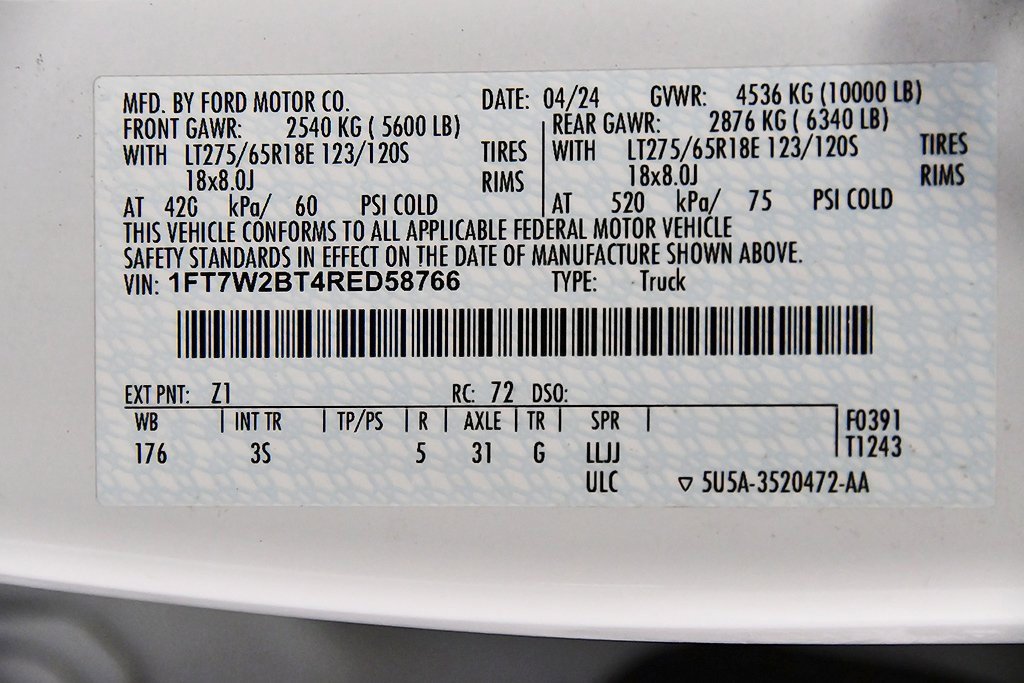 MFD. BY FORD MOTOR CO. DATE: 04/24 GVWR: 4536 KG (10000 LB)
FRONT GAWR: 2540 KG ( 5600 LB) REAR GAWR: 2876 KG ( 6340 LB)
WITH LT275/65R18E 123/120S TIRES WITH LT275/65R18E 123/120S TIRES
18x8.0J RIMS 18x8.0J RIMS
AT 420 kPa/ 60 PSI COLD AT 520 kPa/ 75 PSI COLD
THIS VEHICLE CONFORMS TO ALL APPLICABLE FEDERAL MOTOR VEHICLE
SAFETY STANDARDS IN EFFECT ON THE DATE OF MANUFACTURE SHOWN ABOVE.
VIN: 1FT7W2BT4RED58766 TYPE: Truck
EXT PNT: Z1 RC: 72 DSO:
WB | INT TR | TP/PS | R | AXLE | TR | SPR | F0391
176 3S 5 31 G LLJJ T1243
ULC ▽ 5U5A-3520472-AA